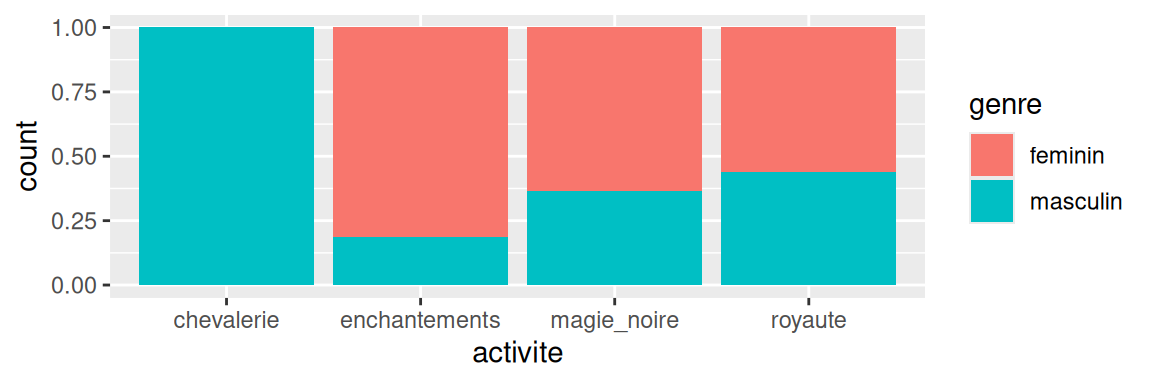 1.00
0.75
0.50
0.25
0.00
count
chevalerie enchantements magie_noire royaute
activite
genre
feminin
masculin